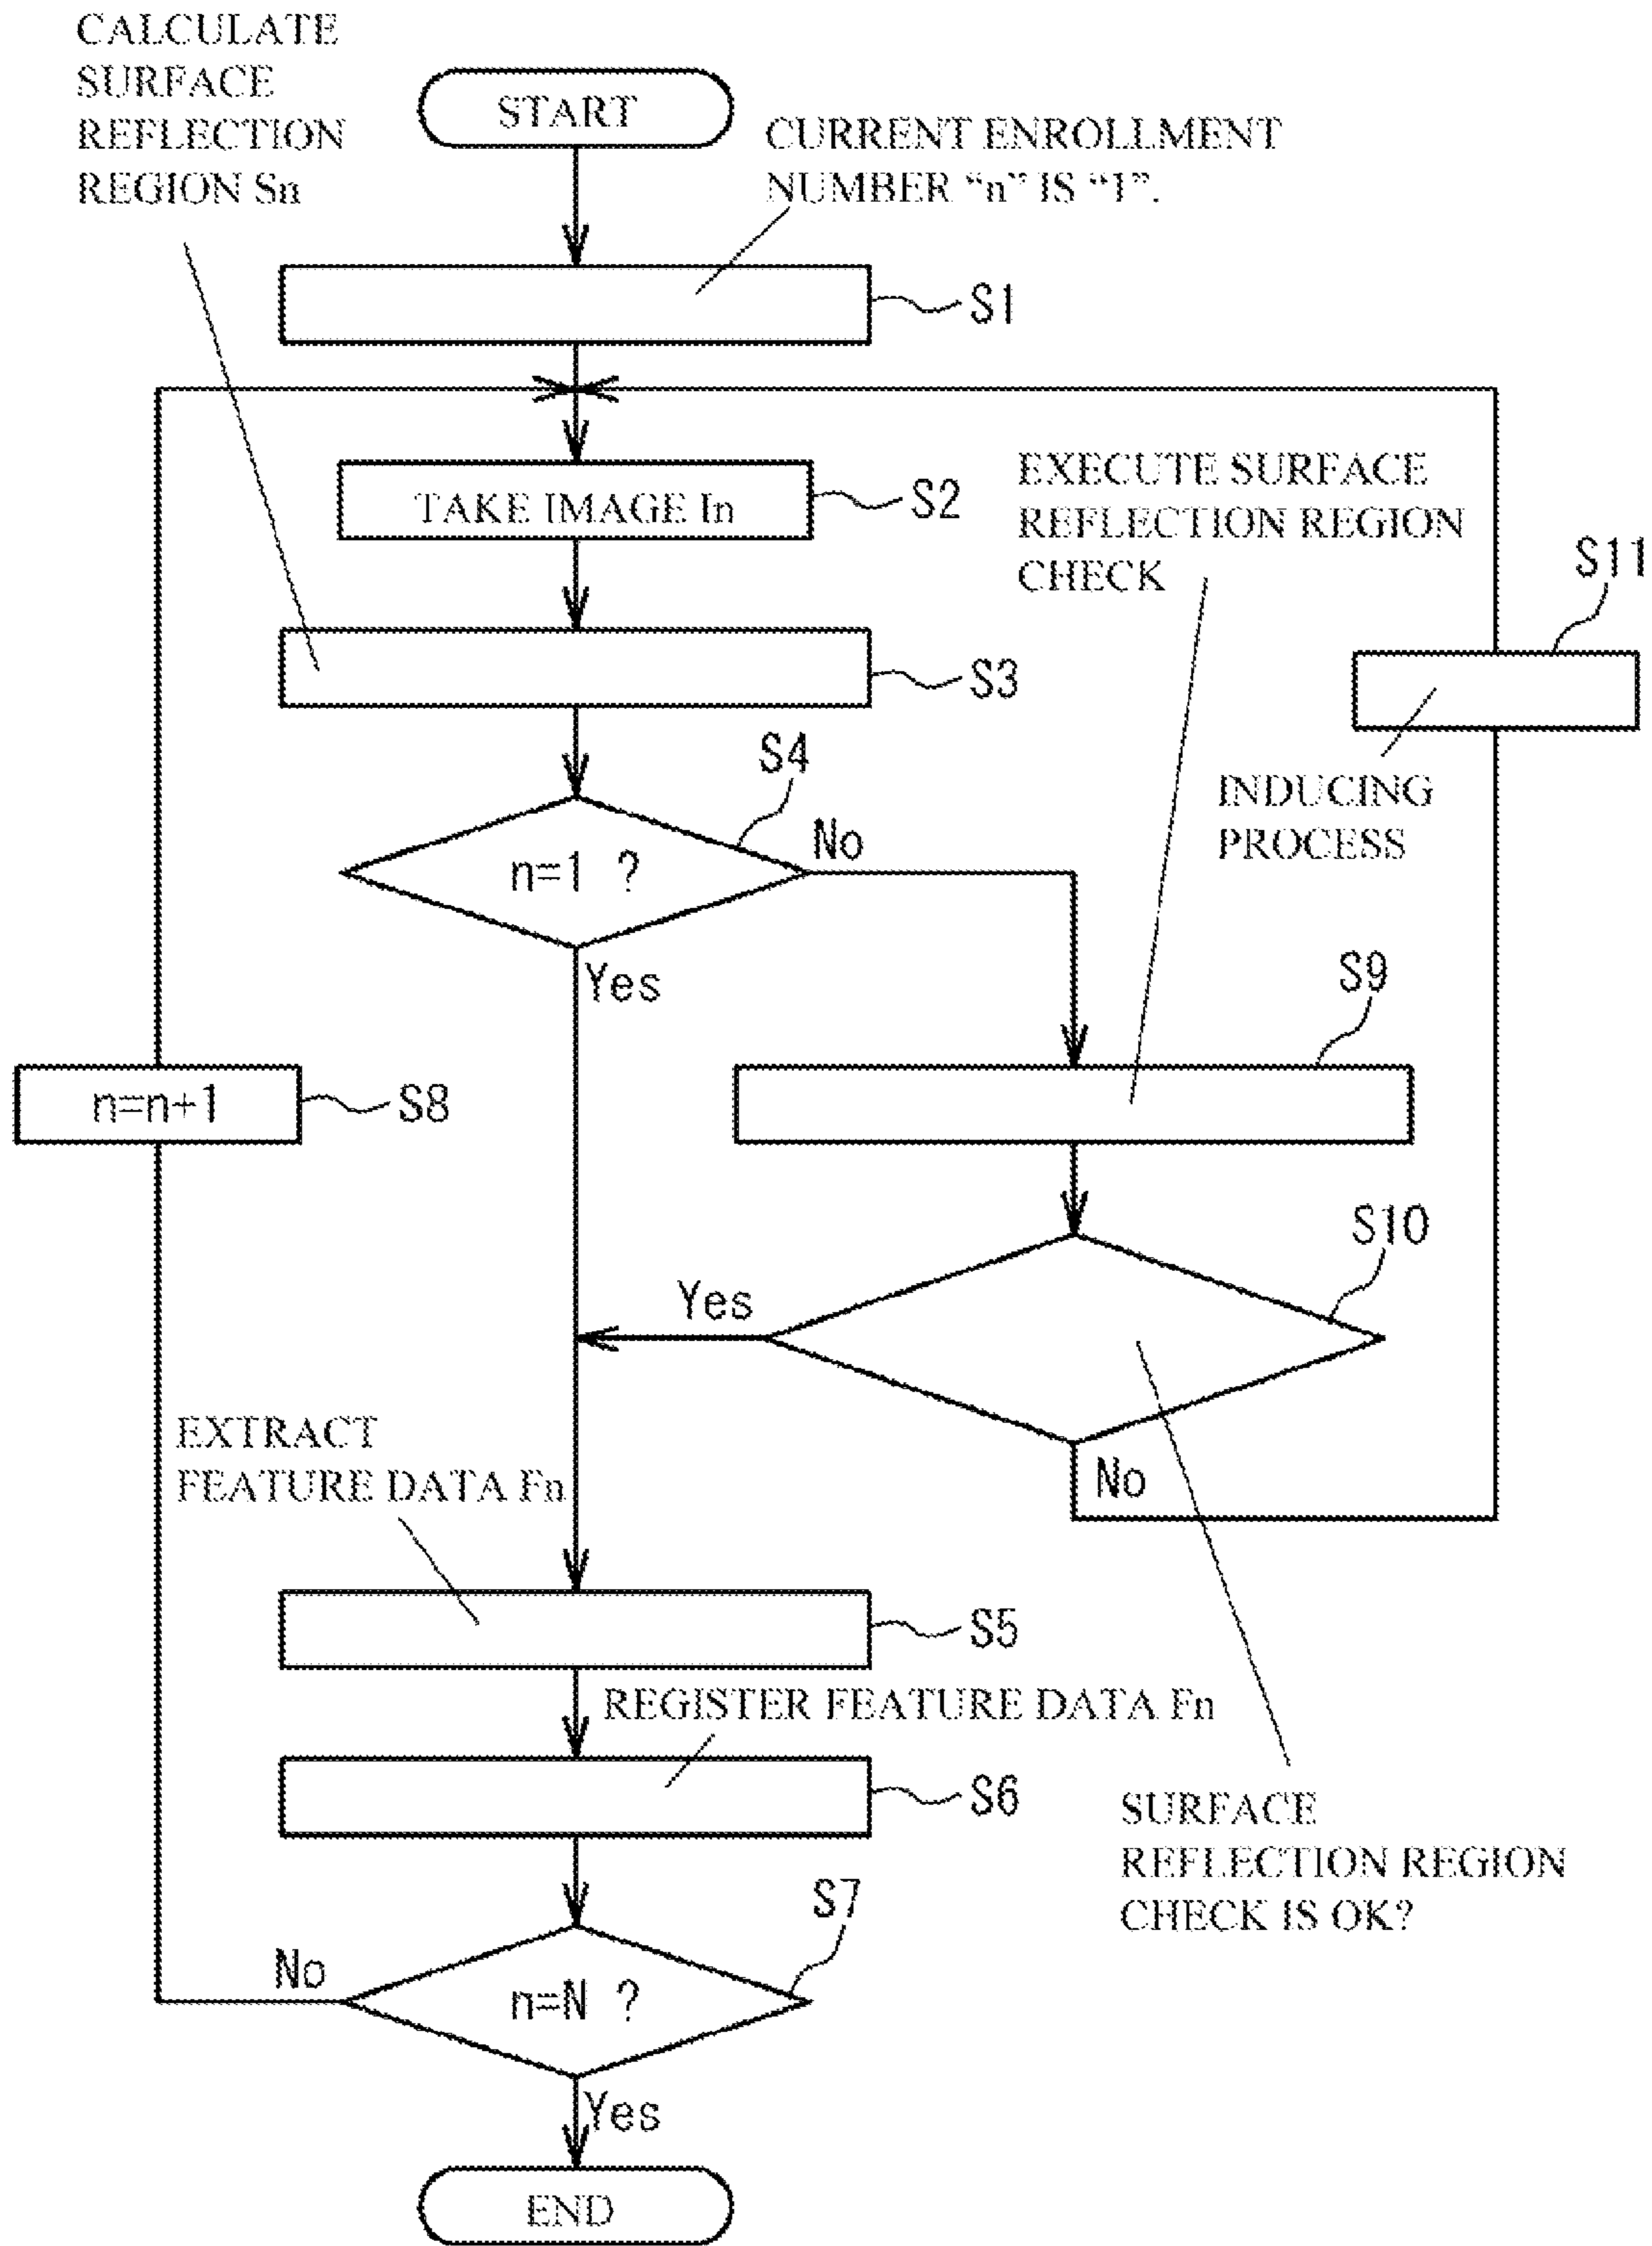 CALCULATE
SURFACE
REFLECTION
REGION Sn
START
CURRENT ENROLLMENT
NUMBER “n” IS “1”.
S1
TAKE IMAGE In
S2
EXECUTE SURFACE
REFLECTION REGION
CHECK
S11
S3
INDUCING
PROCESS
S4
n=1 ?
No
Yes
S9
n=n+1
S8
S10
Yes
No
EXTRACT
FEATURE DATA Fn
S5
REGISTER FEATURE DATA Fn
S6
SURFACE
REFLECTION REGION
CHECK IS OK?
S7
No
n=N ?
Yes
END